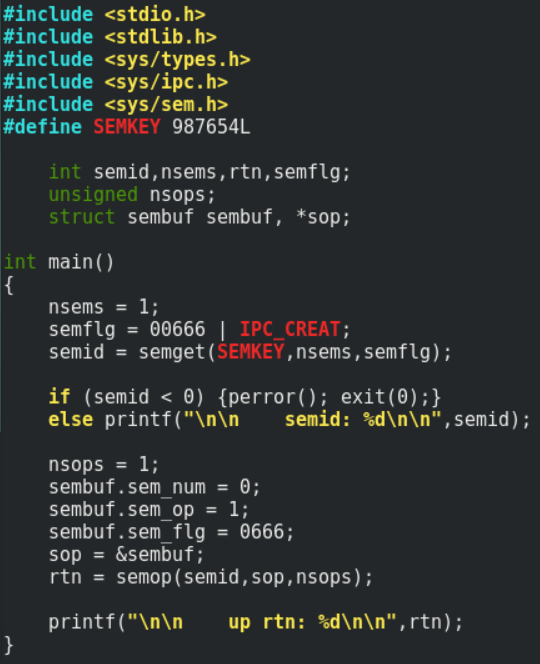 #include <stdio.h>
#include <stdlib.h>
#include <sys/types.h>
#include <sys/ipc.h>
#include <sys/sem.h>
#define SEMKEY 987654L
int semid,nsems,rtn,semflg;
unsigned nsops;
struct sembuf sembuf, *sop;
int main()
{
nsems = 1;
semflg = 00666 | IPC_CREAT;
semid = semget(SEMKEY,nsems,semflg);
if (semid < 0) {perror(); exit(0);}
else printf("\n\n    semid: %d\n\n",semid);
nsops = 1;
sembuf.sem_num = 0;
sembuf.sem_op = 1;
sembuf.sem_flg = 0666;
sop = &sembuf;
rtn = semop(semid,sop,nsops);
printf("\n\n    up rtn: %d\n\n",rtn);
}